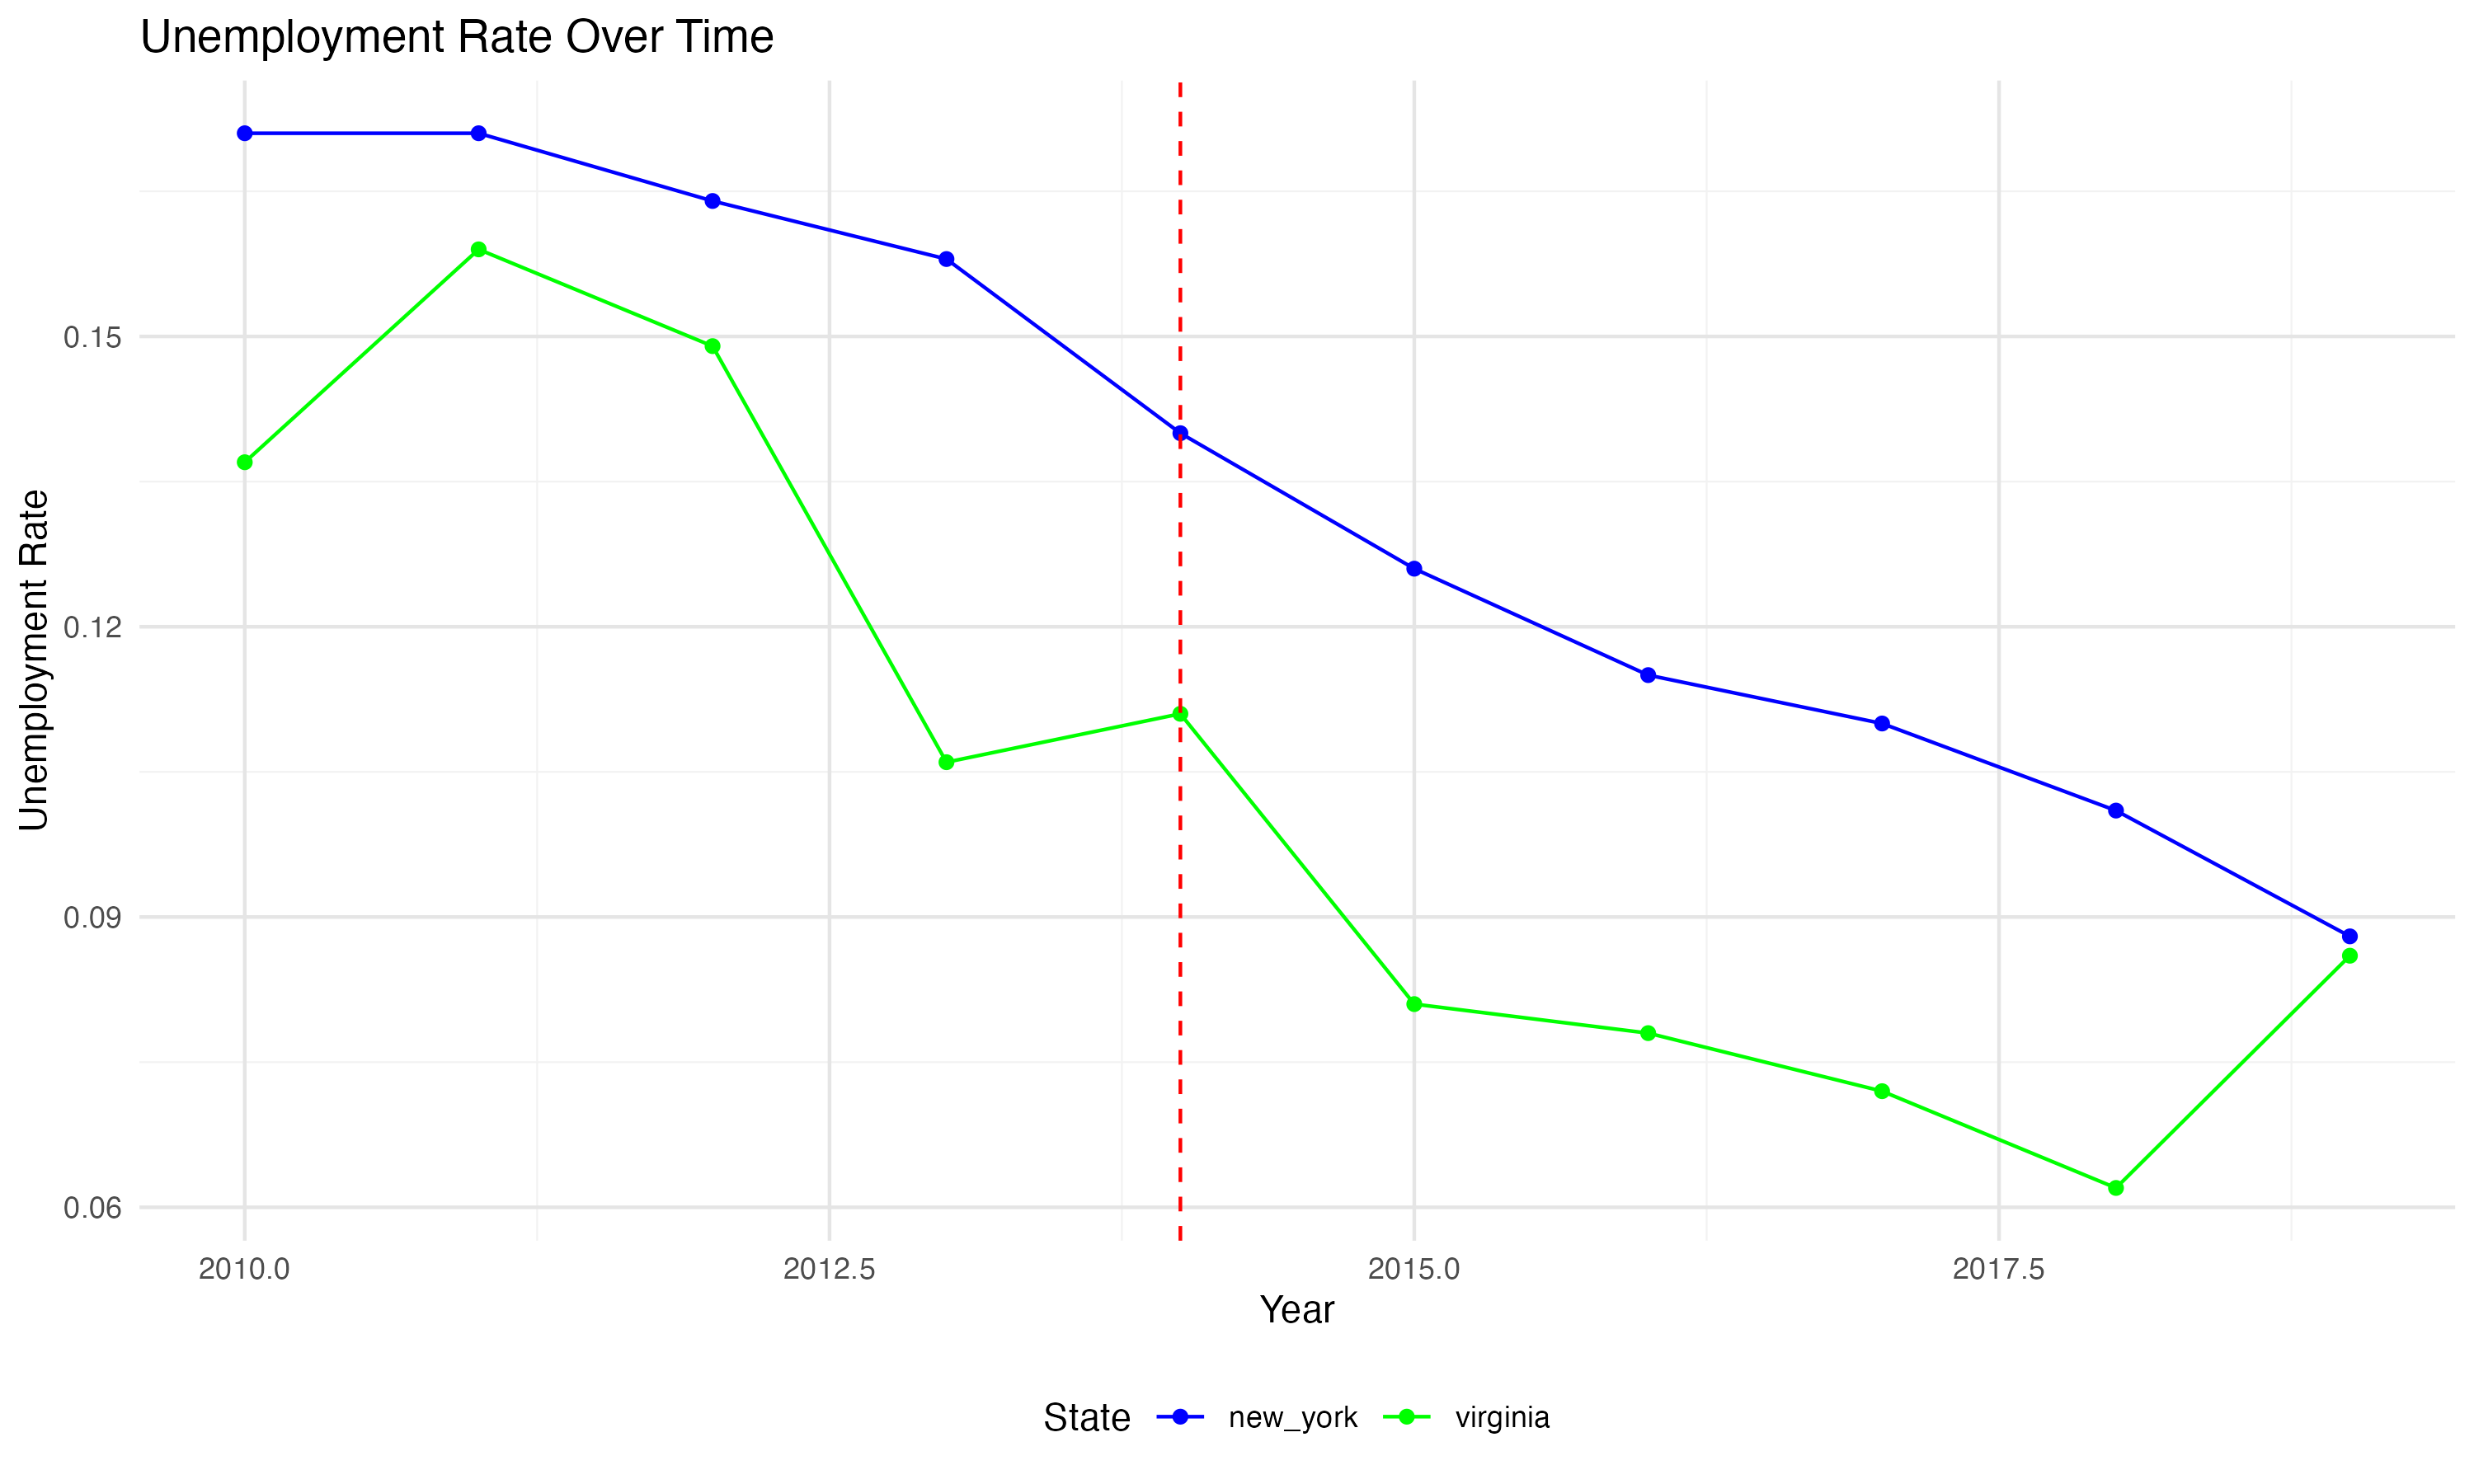 Unemployment Rate Over Time
Unemployment Rate
0.15
0.12
0.09
0.06
2010.0 2012.5 2015.0 2017.5
Year
State new_york virginia